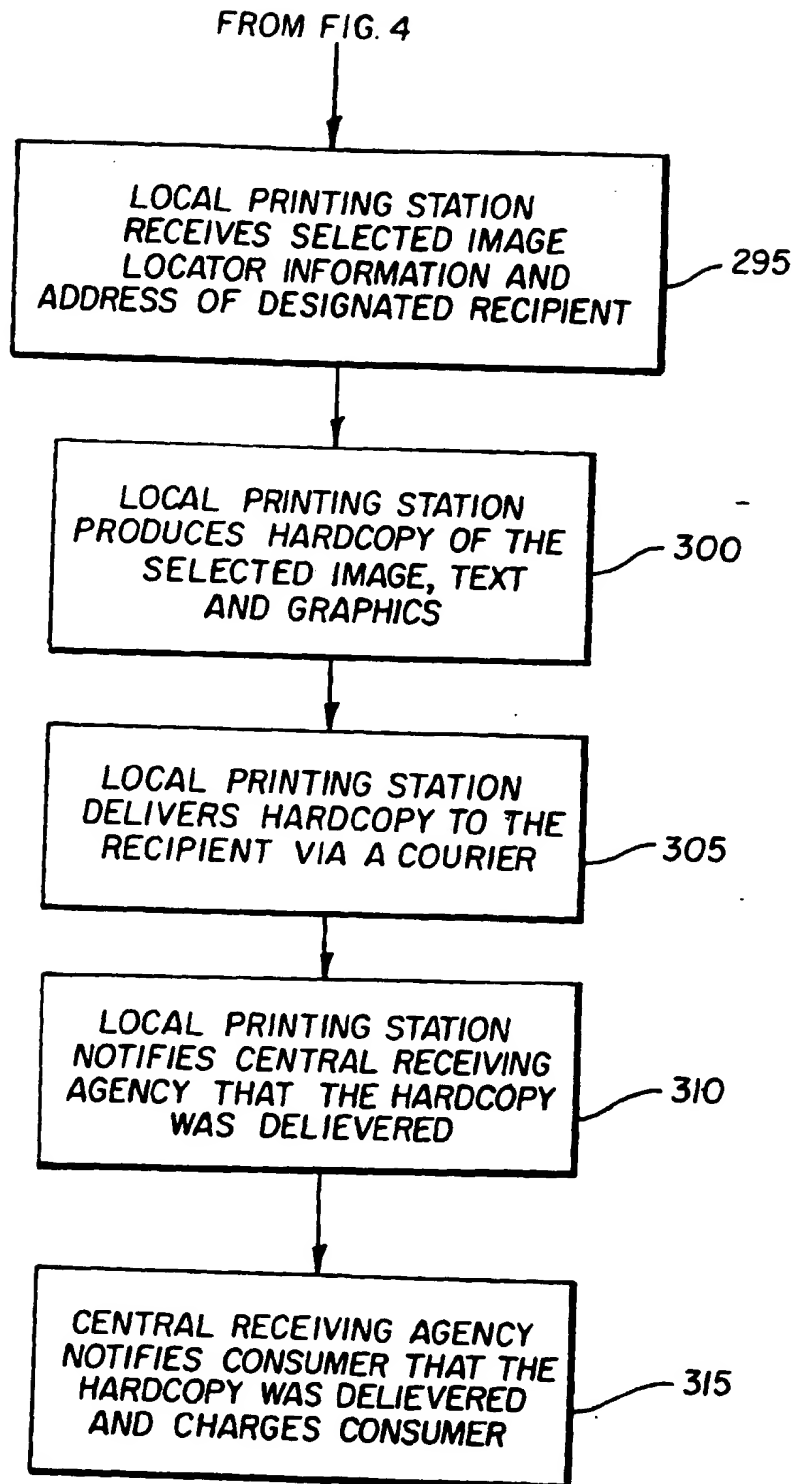 FROM FIG. 4
LOCAL PRINTING STATION
RECEIVES SELECTED IMAGE
LOCATOR INFORMATION AND
ADDRESS OF DESIGNATED RECIPIENT
295
LOCAL PRINTING STATION
PRODUCES HARDCOPY OF THE
SELECTED IMAGE, TEXT
AND GRAPHICS
300
LOCAL PRINTING STATION
DELIVERS HARDCOPY TO THE
RECIPIENT VIA A COURIER
305
LOCAL PRINTING STATION
NOTIFIES CENTRAL RECEIVING
AGENCY THAT THE HARDCOPY
WAS DELIEVERED
310
CENTRAL RECEIVING AGENCY
NOTIFIES CONSUMER THAT THE
HARDCOPY WAS DELIEVERED
AND CHARGES CONSUMER
315